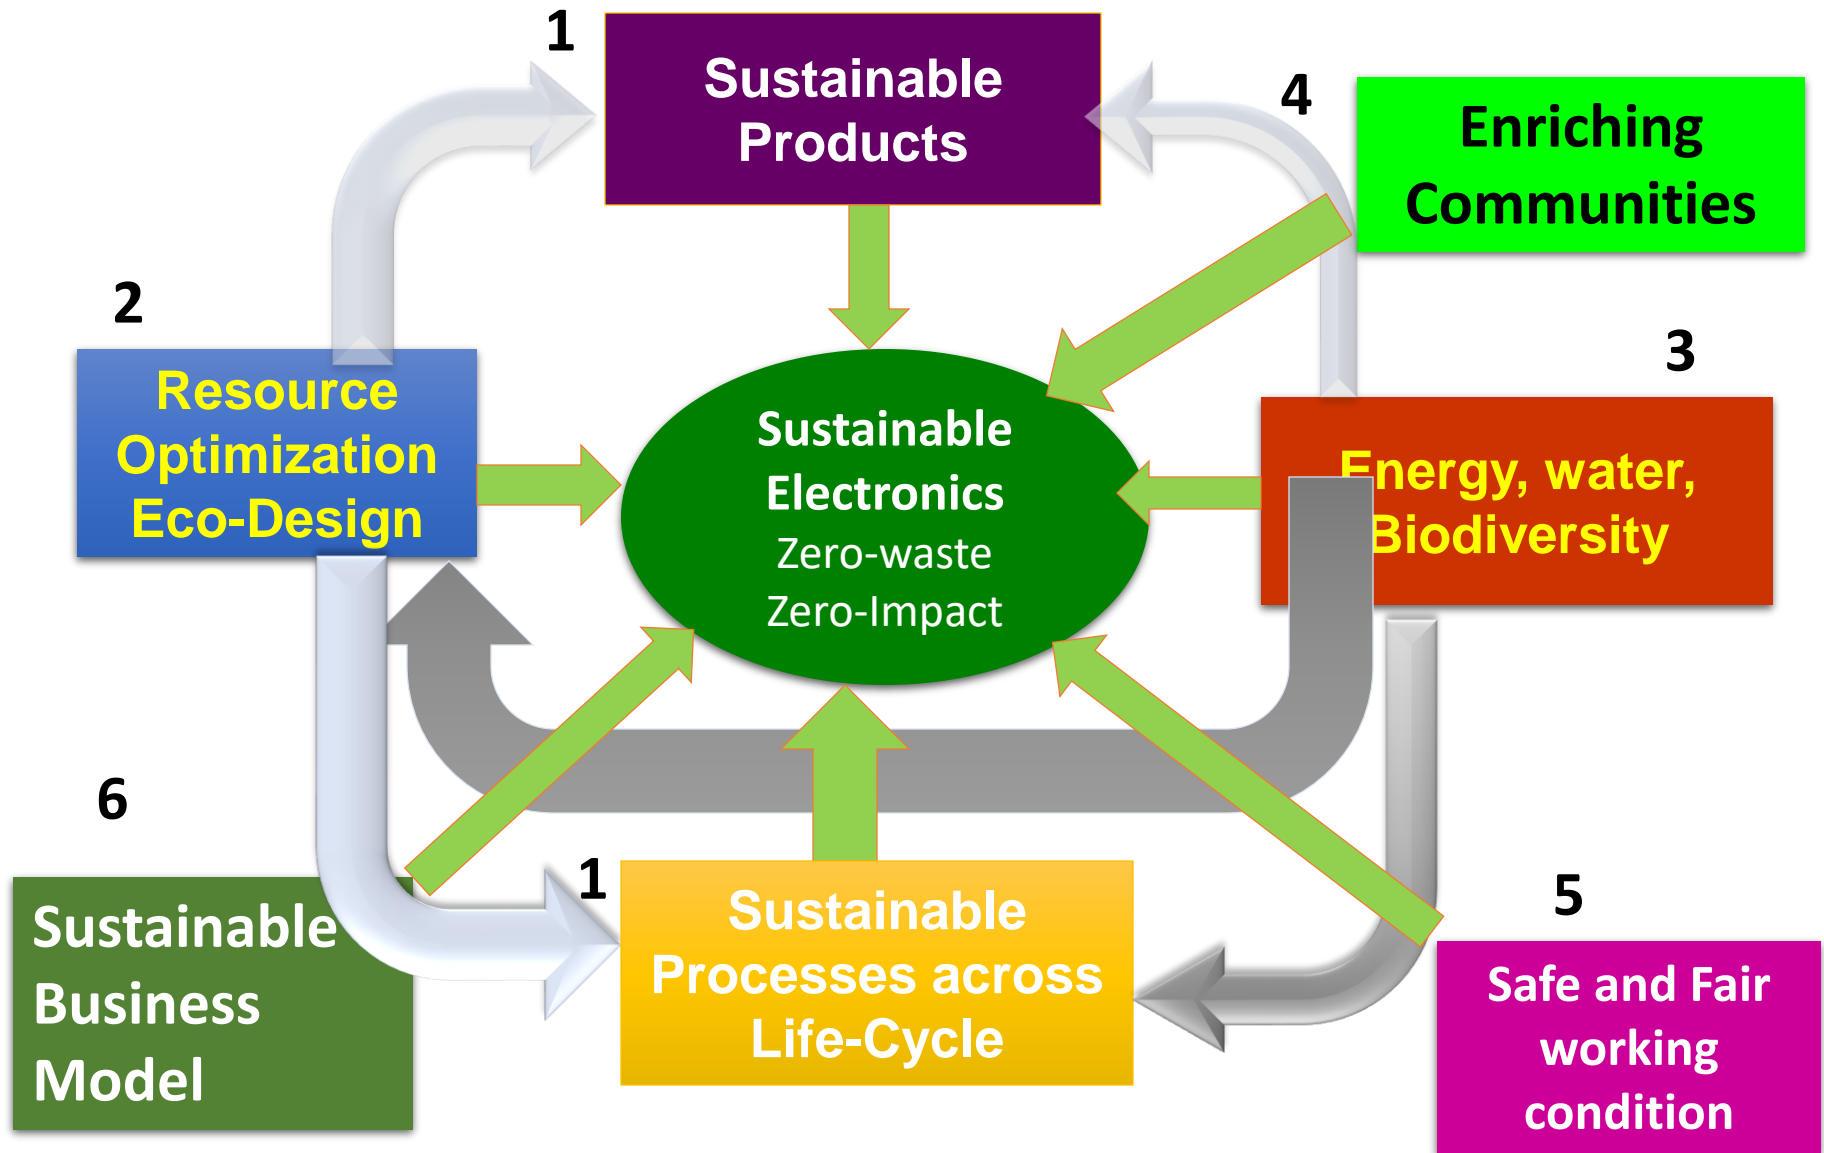 1
Sustainable
Products
4
Enriching
Communities
2
Resource
Optimization
Eco-Design
Sustainable
Electronics
Zero-waste
Zero-Impact
3
Energy, water,
Biodiversity
6
Sustainable
Business
Model
1
Sustainable
Processes across
Life-Cycle
5
Safe and Fair
working
condition